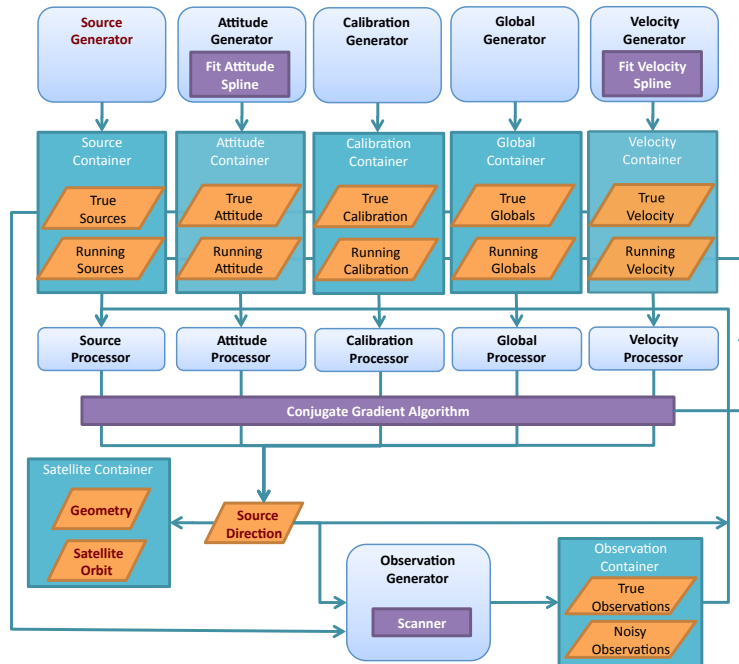 Source
Generator
Attitude
Generator
Fit Attitude
Spline
Calibration
Generator
Global
Generator
Velocity
Generator
Fit Velocity
Spline
Source
Container
Attitude
Container
Calibration
Container
Global
Container
Velocity
Container
True
Sources
True
Attitude
True
Calibration
True
Globals
True
Velocity
Running
Sources
Running
Attitude
Running
Calibration
Running
Globals
Running
Velocity
Source
Processor
Attitude
Processor
Calibration
Processor
Global
Processor
Velocity
Processor
Conjugate Gradient Algorithm
Satellite Container
Geometry
Satellite
Orbit
Source
Direction
Observation
Generator
Scanner
Observation
Container
True
Observations
Noisy
Observations